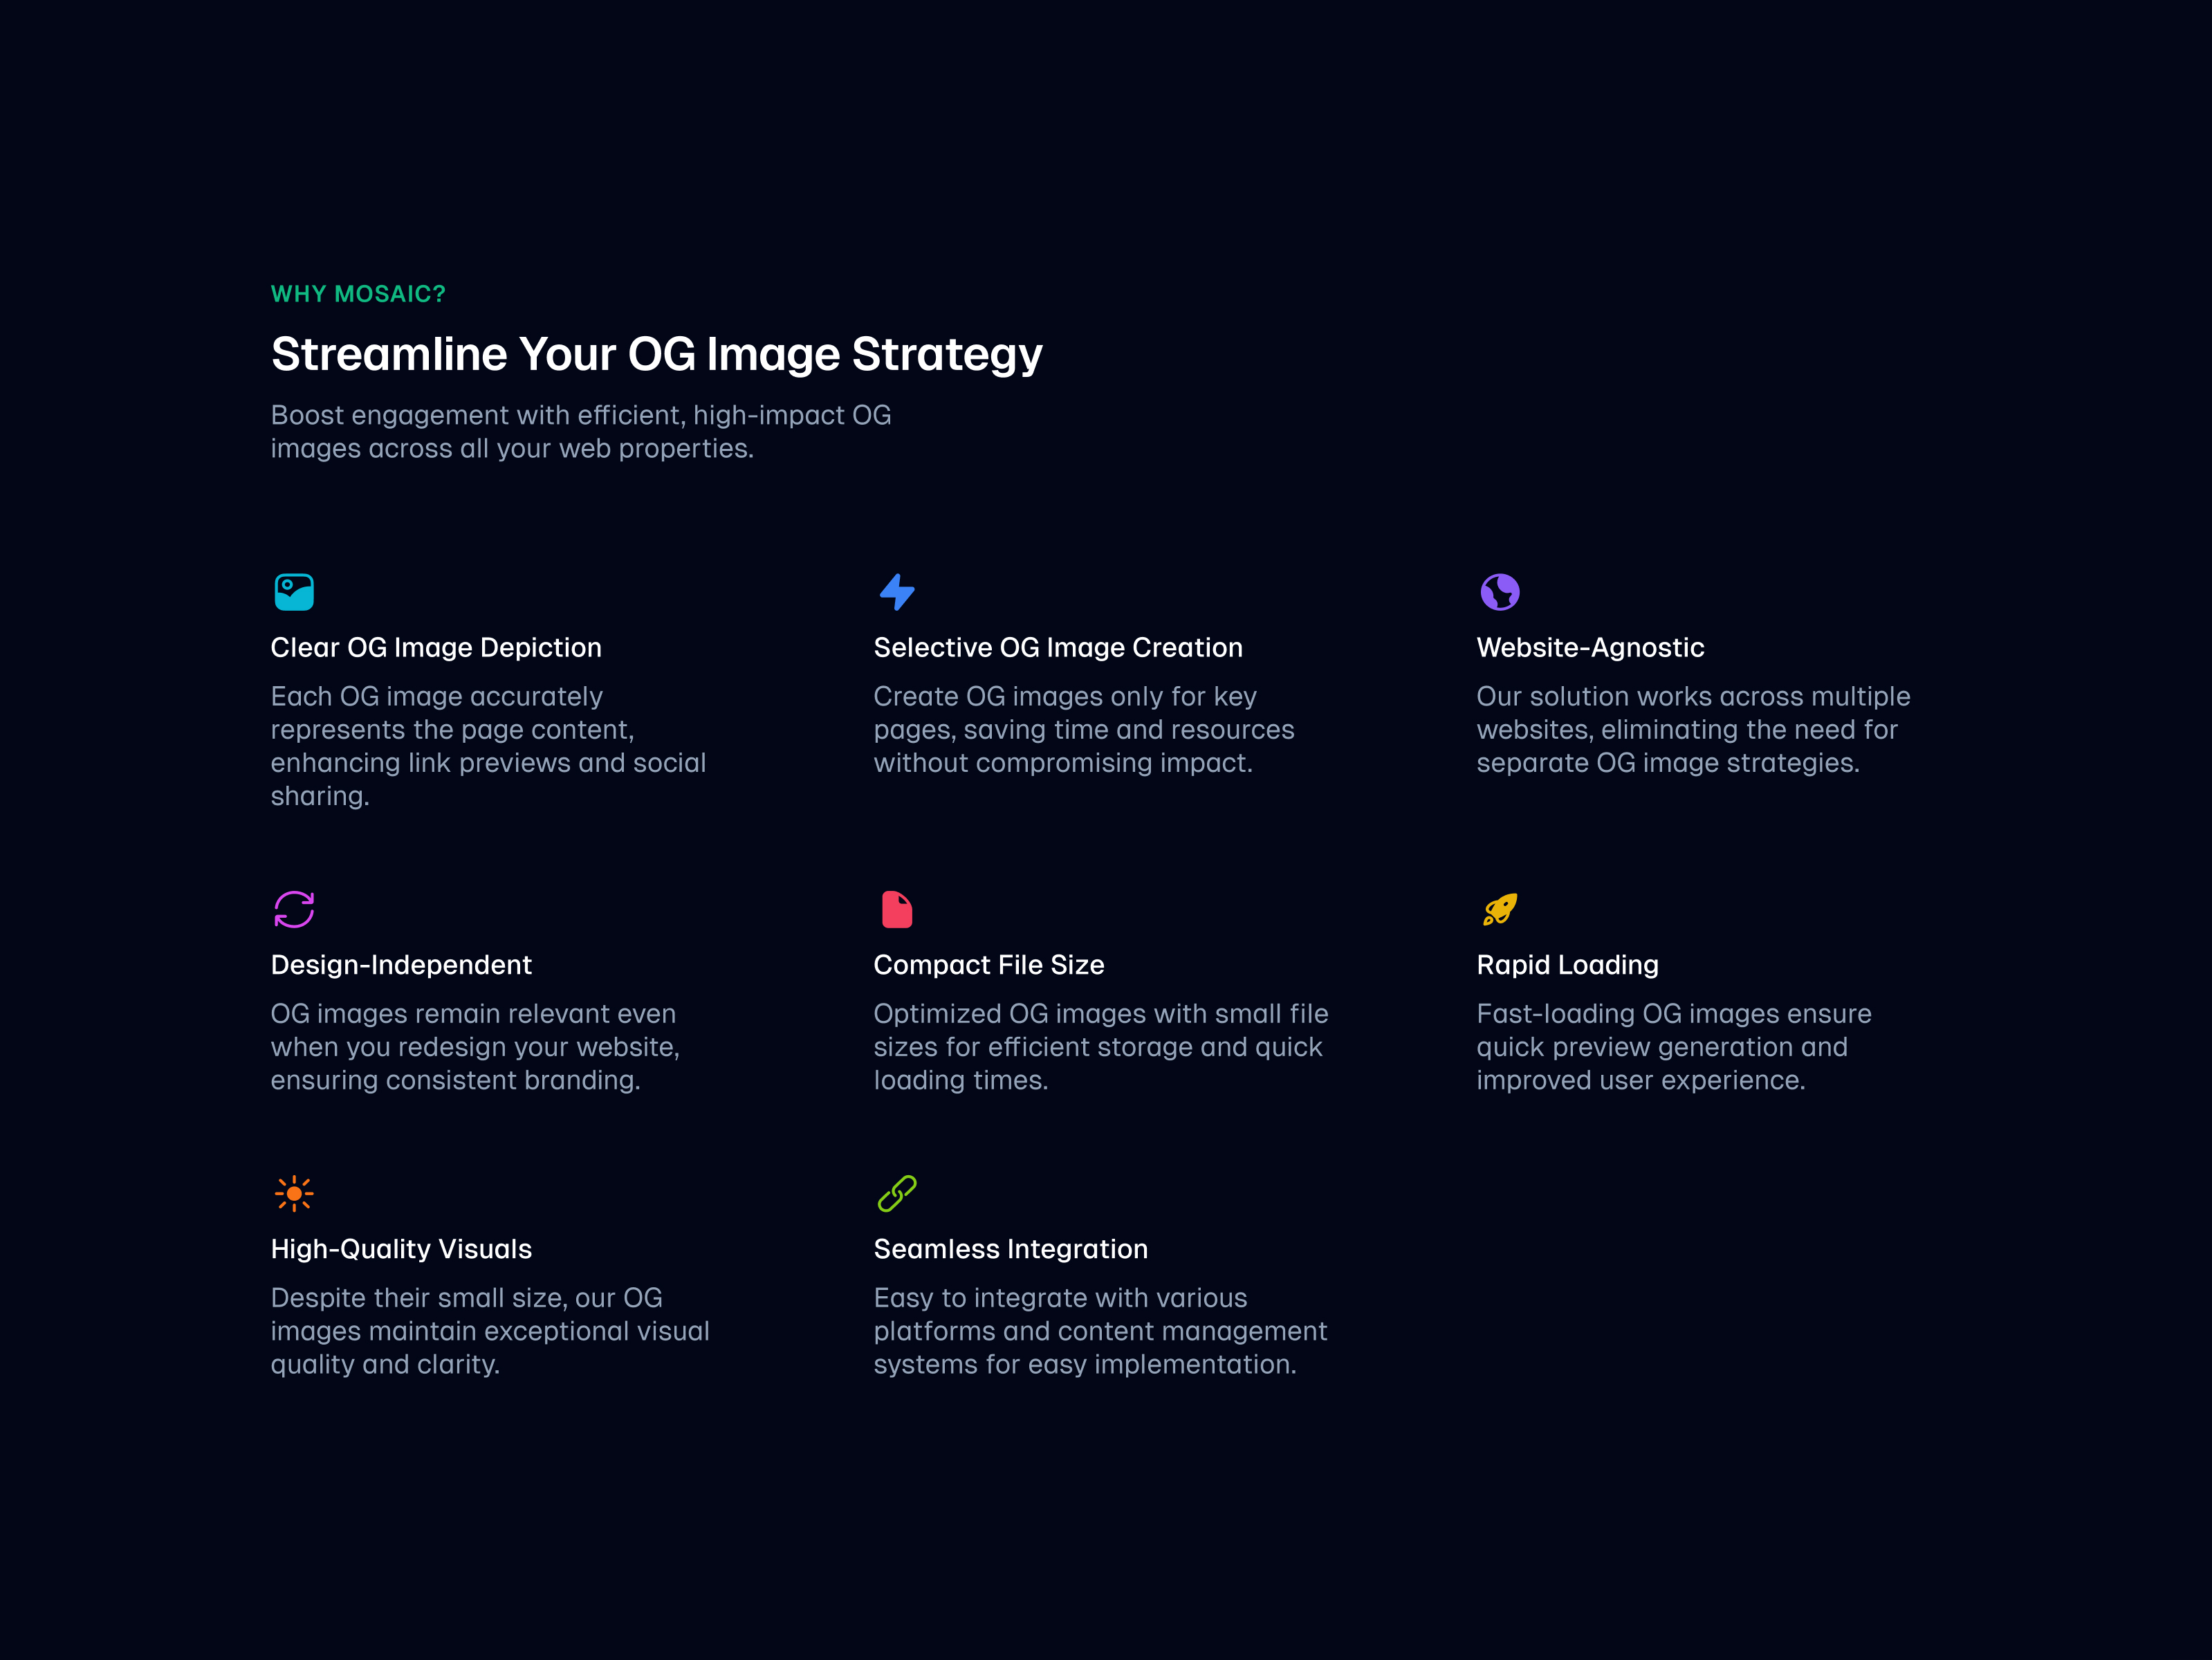 WHY MOSAIC?
Streamline Your OG Image Strategy
Boost engagement with efficient, high-impact OG
images across all your web properties.
Clear OG Image Depiction
Each OG image accurately
represents the page content,
enhancing link previews and social
sharing.
Selective OG Image Creation
Create OG images only for key
pages, saving time and resources
without compromising impact.
Website-Agnostic
Our solution works across multiple
websites, eliminating the need for
separate OG image strategies.
Design-Independent
OG images remain relevant even
when you redesign your website,
ensuring consistent branding.
Compact File Size
Optimized OG images with small file
sizes for efficient storage and quick
loading times.
Rapid Loading
Fast-loading OG images ensure
quick preview generation and
improved user experience.
High-Quality Visuals
Despite their small size, our OG
images maintain exceptional visual
quality and clarity.
Seamless Integration
Easy to integrate with various
platforms and content management
systems for easy implementation.